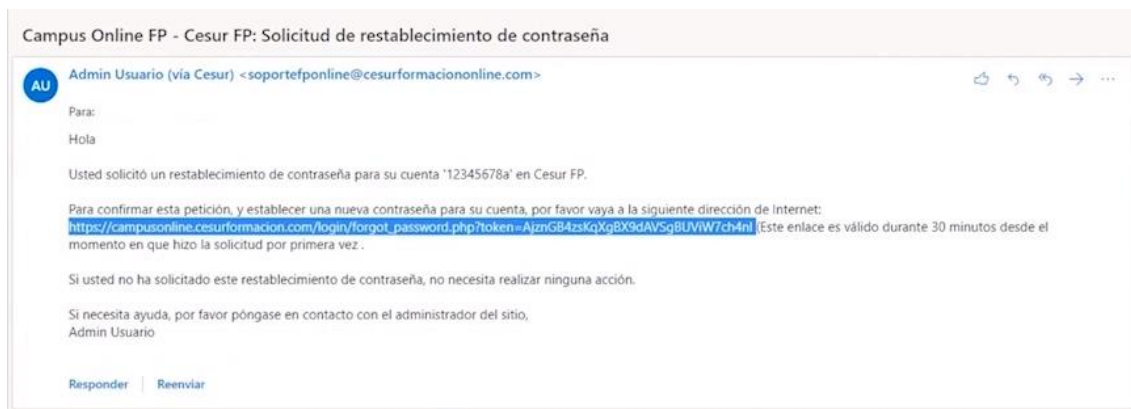 Campus Online FP - Cesur FP: Solicitud de restablecimiento de contraseña
AU
Admin Usuario (vía Cesur) <soportefponline@cesurformaciononline.com>
Para:
Hola
Usted solicitó un restablecimiento de contraseña para su cuenta '12345678a' en Cesur FP.
Para confirmar esta petición, y establecer una nueva contraseña para su cuenta, por favor vaya a la siguiente dirección de Internet:
https://campusonline.cesurformacion.com/login/forgot_password.php?token=AjznGB4zsKqXgBX9dAVSgBUViW7ch4nl (Este enlace es válido durante 30 minutos desde el
momento en que hizo la solicitud por primera vez .
Si usted no ha solicitado este restablecimiento de contraseña, no necesita realizar ninguna acción.
Si necesita ayuda, por favor póngase en contacto con el administrador del sitio,
Admin Usuario
Responder Reenviar